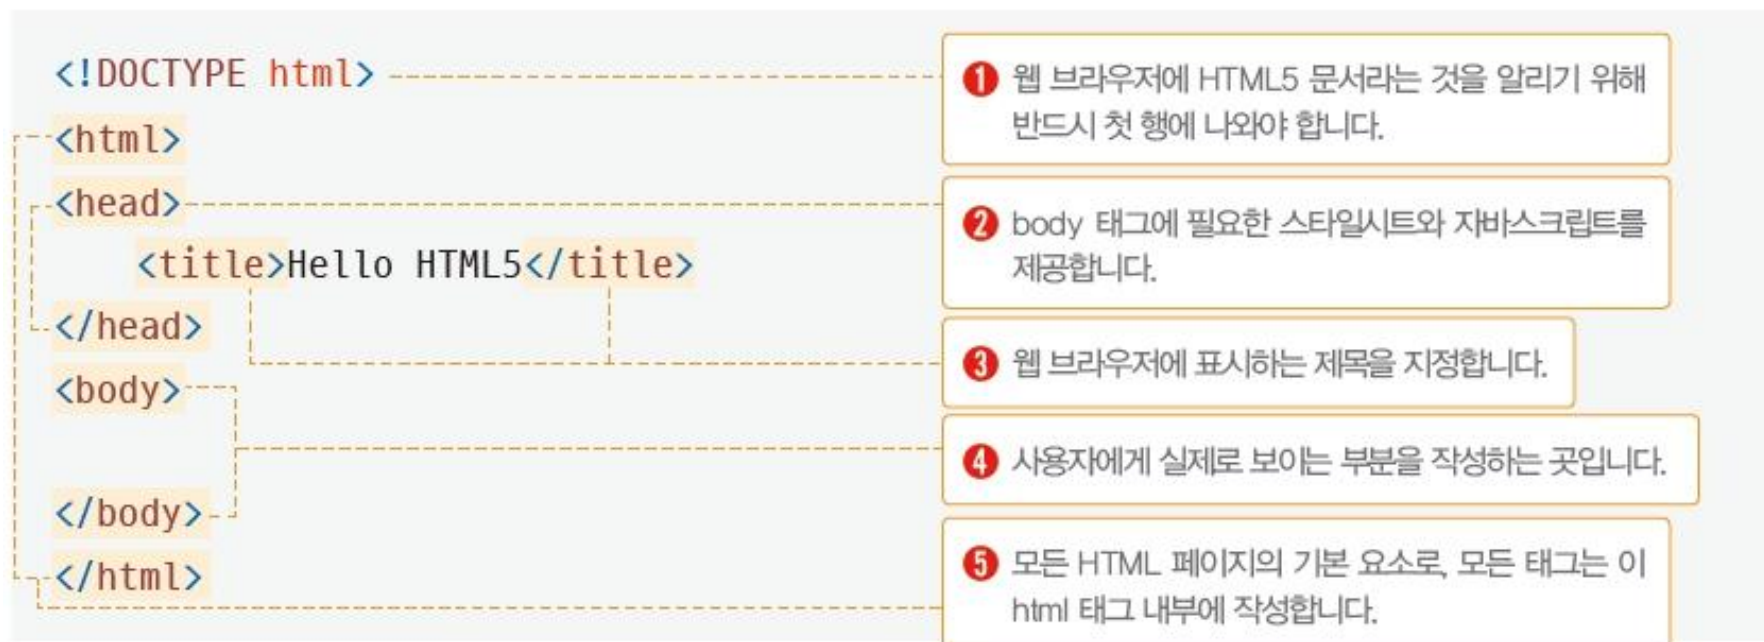 <!DOCTYPE html>
<html>
<head>
<title>Hello HTML5</title>
</head>
<body>
</body>
</html>
❶ 웹 브라우저에 HTML5 문서라는 것을 알리기 위해
반드시 첫 행에 나와야 합니다.
❷ body 태그에 필요한 스타일시트와 자바스크립트를
제공합니다.
❸ 웹 브라우저에 표시하는 제목을 지정합니다.
❹ 사용자에게 실제로 보이는 부분을 작성하는 곳입니다.
❺ 모든 HTML 페이지의 기본 요소로, 모든 태그는 이
html 태그 내부에 작성합니다.